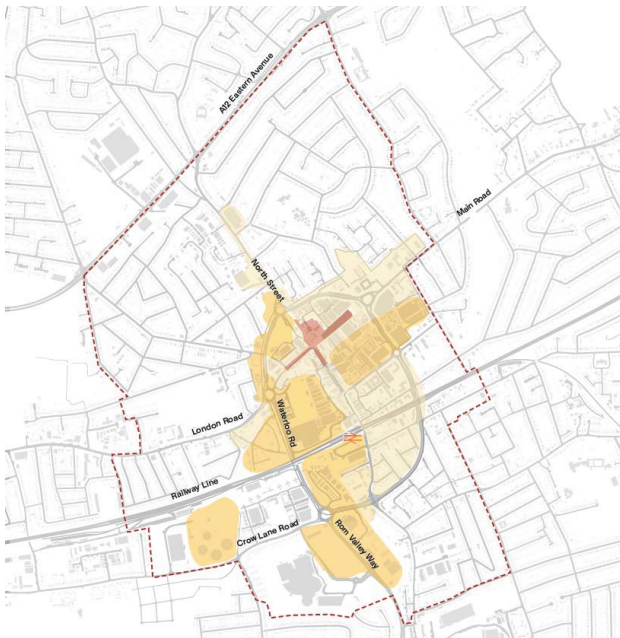 A12 Eastern Avenue
Main Road
North Street
London Road
Waterloo Rd
Railway Line
Crow Lane Road
Rom Valley Way